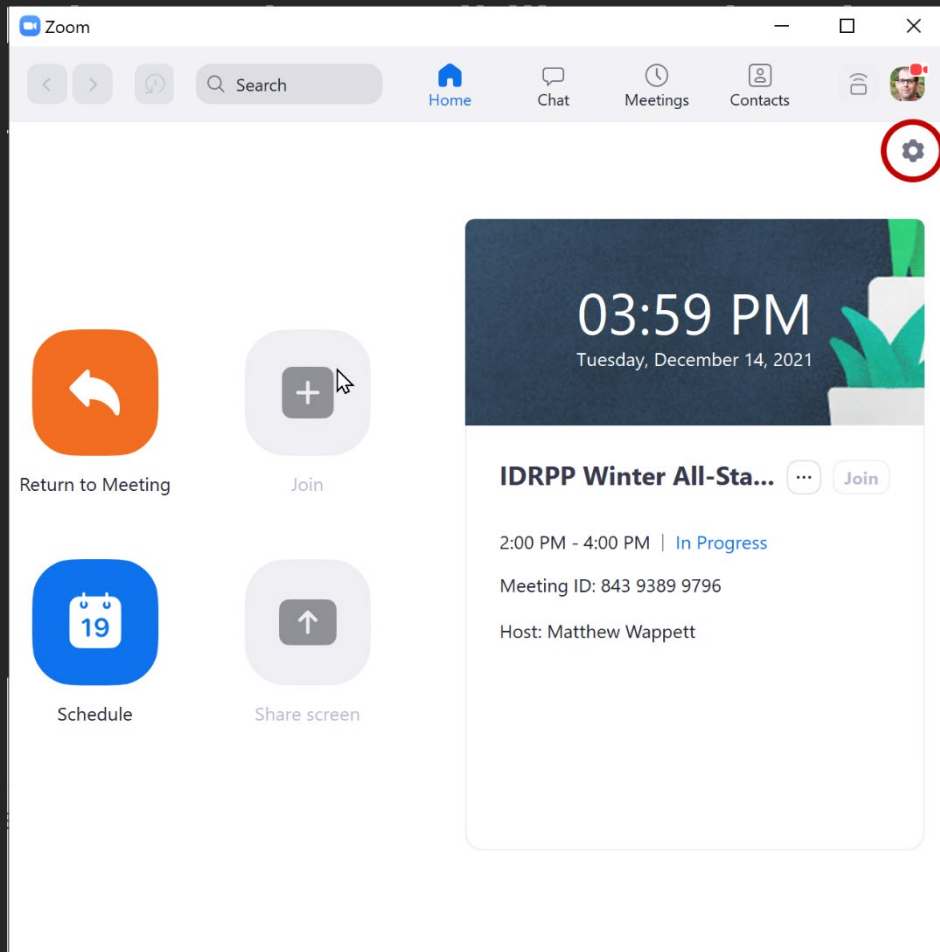 Zoom
Search
Home
Chat
Meetings
Contacts
03:59 PM
Tuesday, December 14, 2021
Return to Meeting
Join
IDRPP Winter All-Sta... ... Join
2:00 PM - 4:00 PM | In Progress
Meeting ID: 843 9389 9796
Host: Matthew Wappett
19
Schedule
Share screen